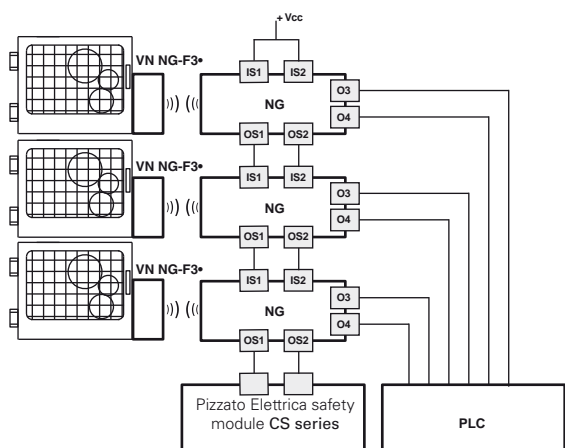 + Vcc
VN NG-F3•
IS1 IS2
O3
NG
O4
OS1 OS2
VN NG-F3•
IS1 IS2
O3
NG
O4
OS1 OS2
VN NG-F3•
IS1 IS2
O3
NG
O4
OS1 OS2
Pizzato Elettrica safety
module CS series
PLC